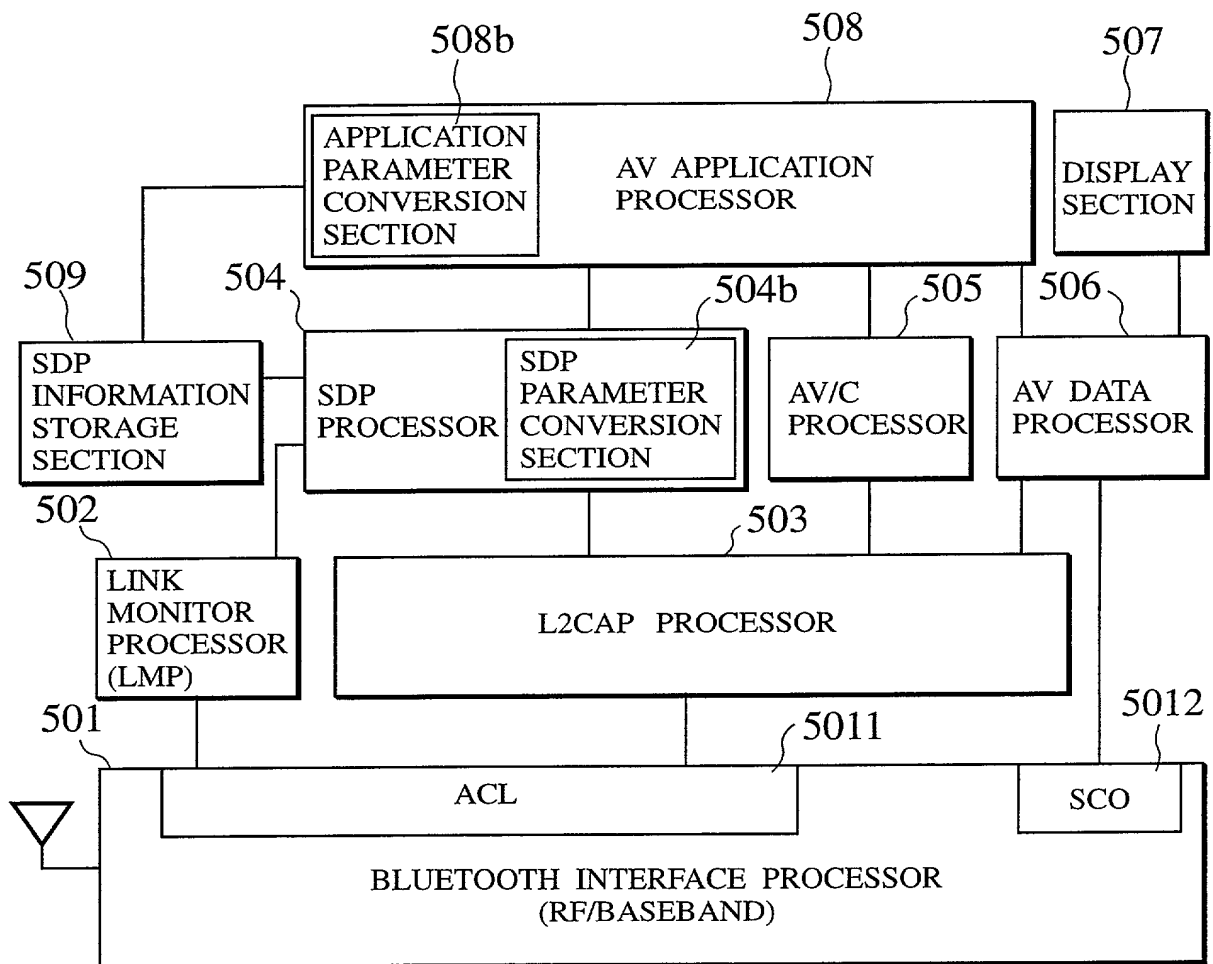 508b
508
507
APPLICATION
PARAMETER
CONVERSION
SECTION
AV APPLICATION
PROCESSOR
DISPLAY
SECTION
509
504
504b
505
506
SDP
INFORMATION
STORAGE
SECTION
SDP
PROCESSOR
SDP
PARAMETER
CONVERSION
SECTION
AV/C
PROCESSOR
AV DATA
PROCESSOR
502
503
LINK
MONITOR
PROCESSOR
(LMP)
L2CAP PROCESSOR
501
5011
5012
ACL
SCO
BLUETOOTH INTERFACE PROCESSOR
(RF/BASEBAND)